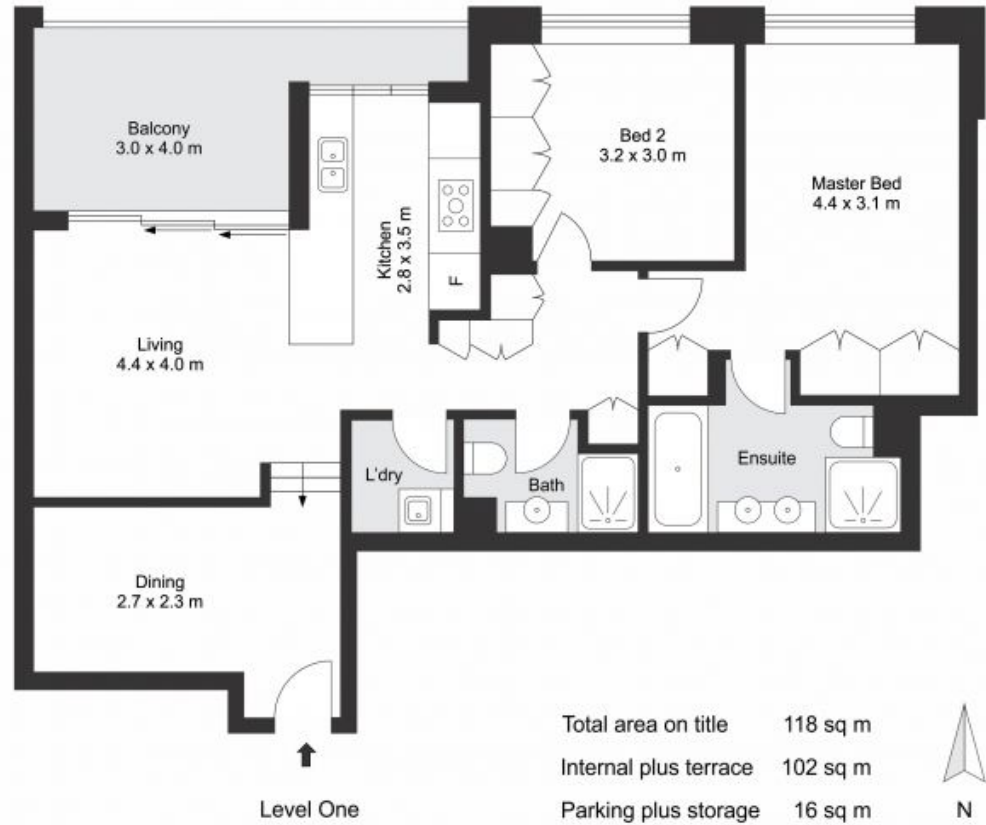 Balcony
3.0 x 4.0 m
Bed 2
3.2 x 3.0 m
Master Bed
4.4 x 3.1 m
Kitchen
2.8 x 3.5 m
F
Living
4.4 x 4.0 m
L'dry
Bath
Ensuite
Dining
2.7 x 2.3 m
Total area on title 118 sq m
Internal plus terrace 102 sq m
Parking plus storage 16 sq m
Level One
N